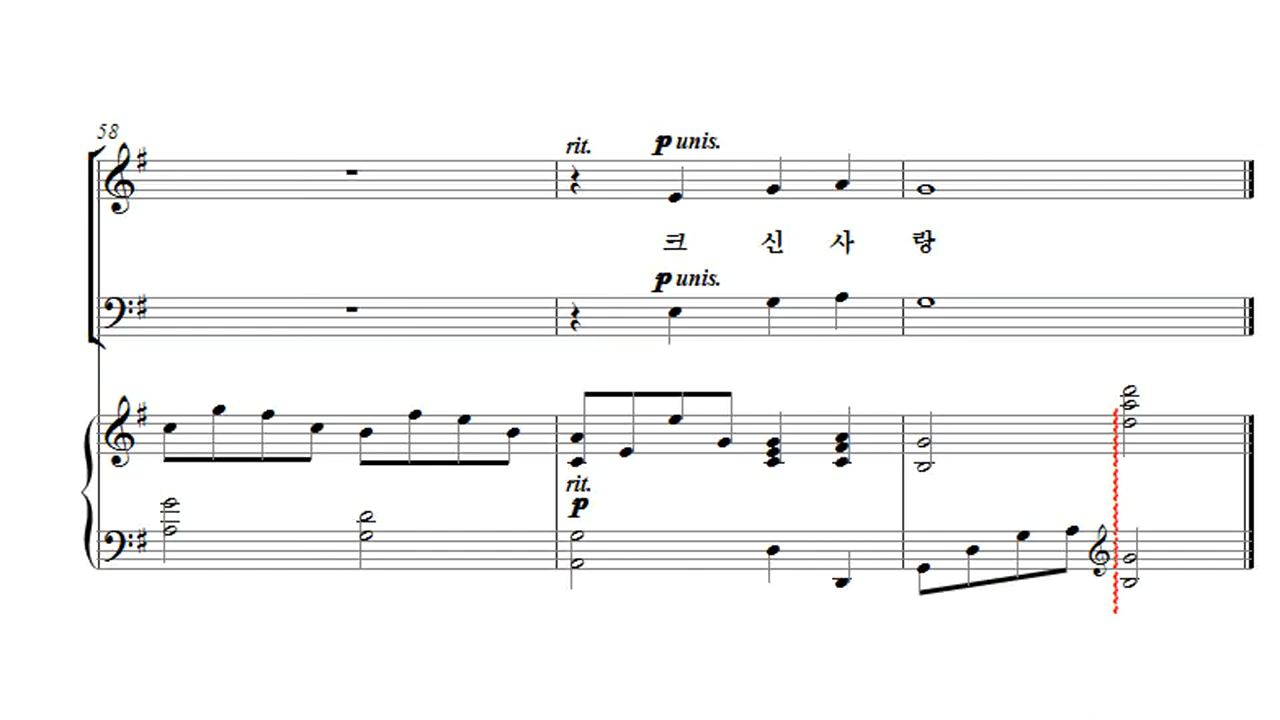 58
rit. p unis.
크 신 사 랑
p unis.
rit.
p